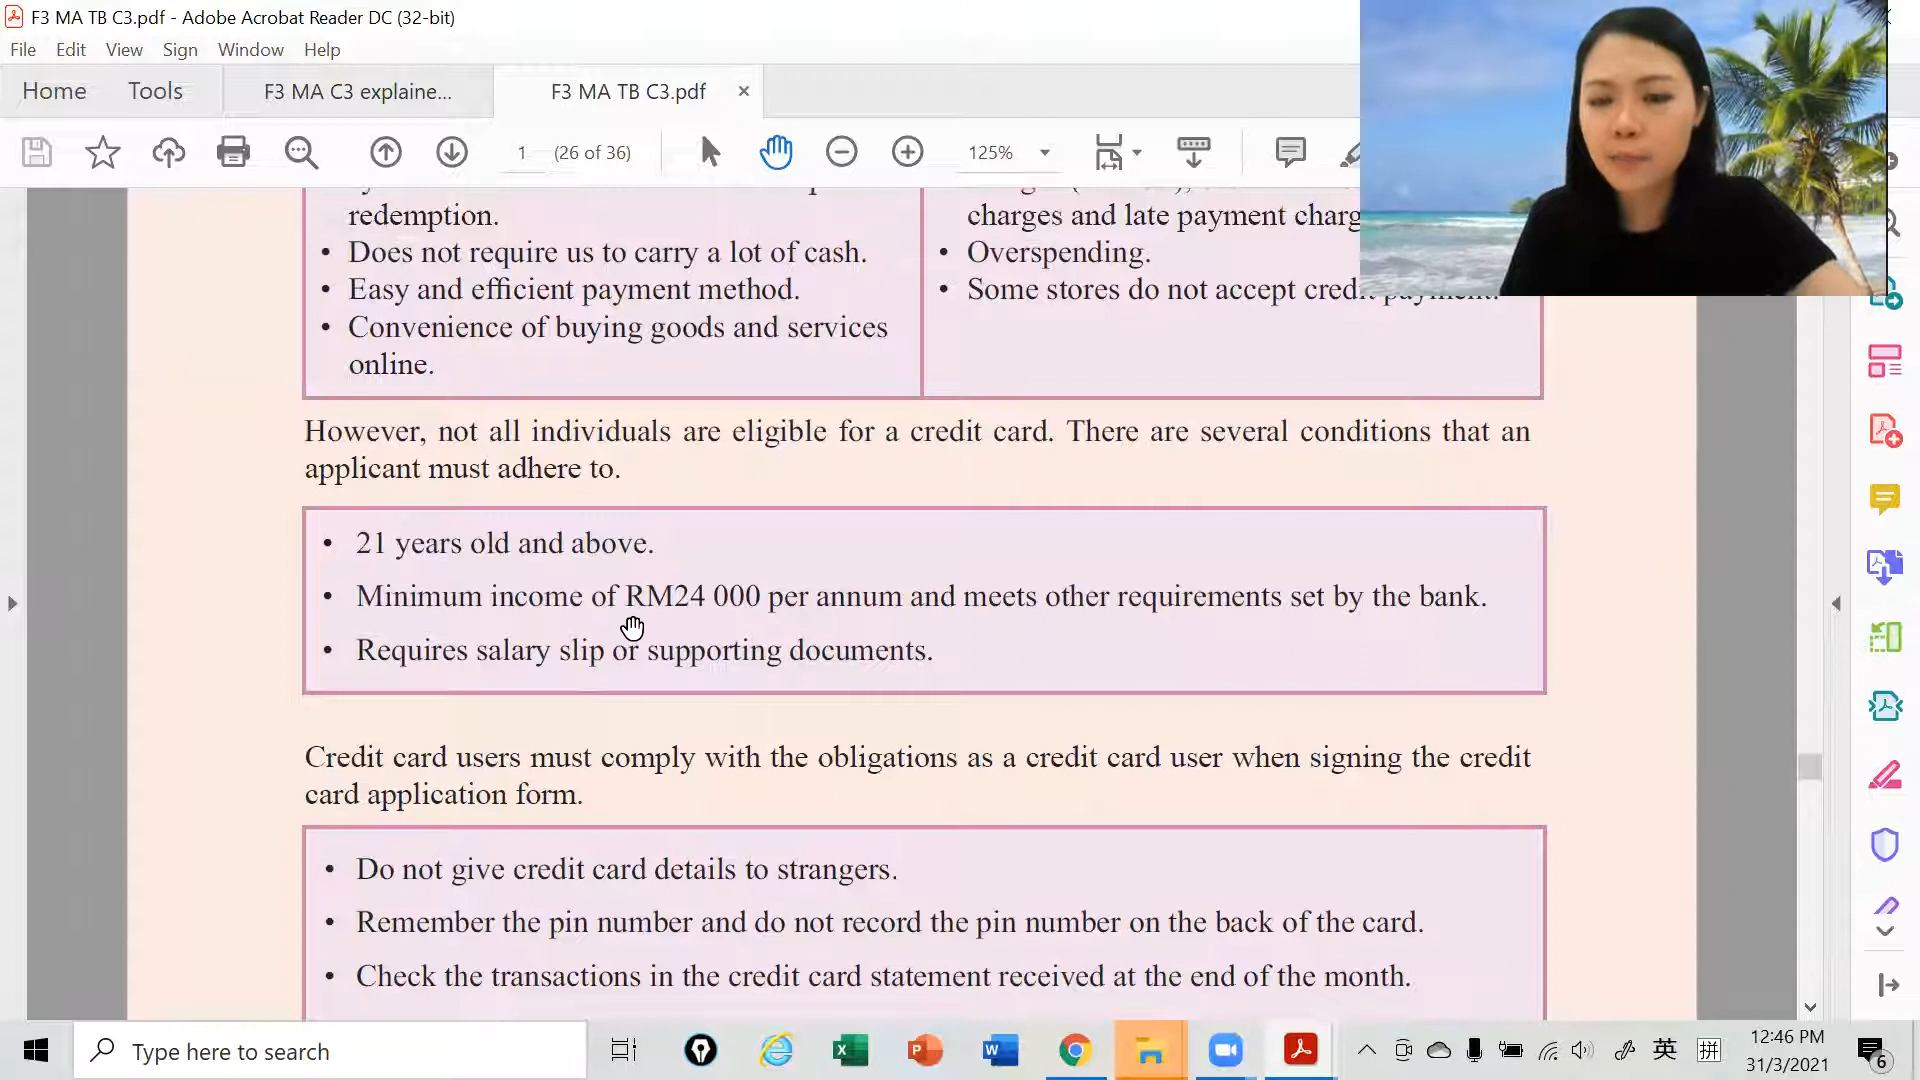 F3 MA TB C3.pdf - Adobe Acrobat Reader DC (32-bit)
File Edit View Sign Window Help
Home Tools F3 MA C3 explaine... F3 MA TB C3.pdf ×
1 (26 of 36) 125%
redemption.
• Does not require us to carry a lot of cash.
• Easy and efficient payment method.
• Convenience of buying goods and services
online.
charges and late payment charg
• Overspending.
• Some stores do not accept credit payment.
However, not all individuals are eligible for a credit card. There are several conditions that an
applicant must adhere to.
• 21 years old and above.
• Minimum income of RM24 000 per annum and meets other requirements set by the bank.
• Requires salary slip or supporting documents.
Credit card users must comply with the obligations as a credit card user when signing the credit
card application form.
• Do not give credit card details to strangers.
• Remember the pin number and do not record the pin number on the back of the card.
• Check the transactions in the credit card statement received at the end of the month.
Type here to search
英 拼
12:46 PM
31/3/2021
6